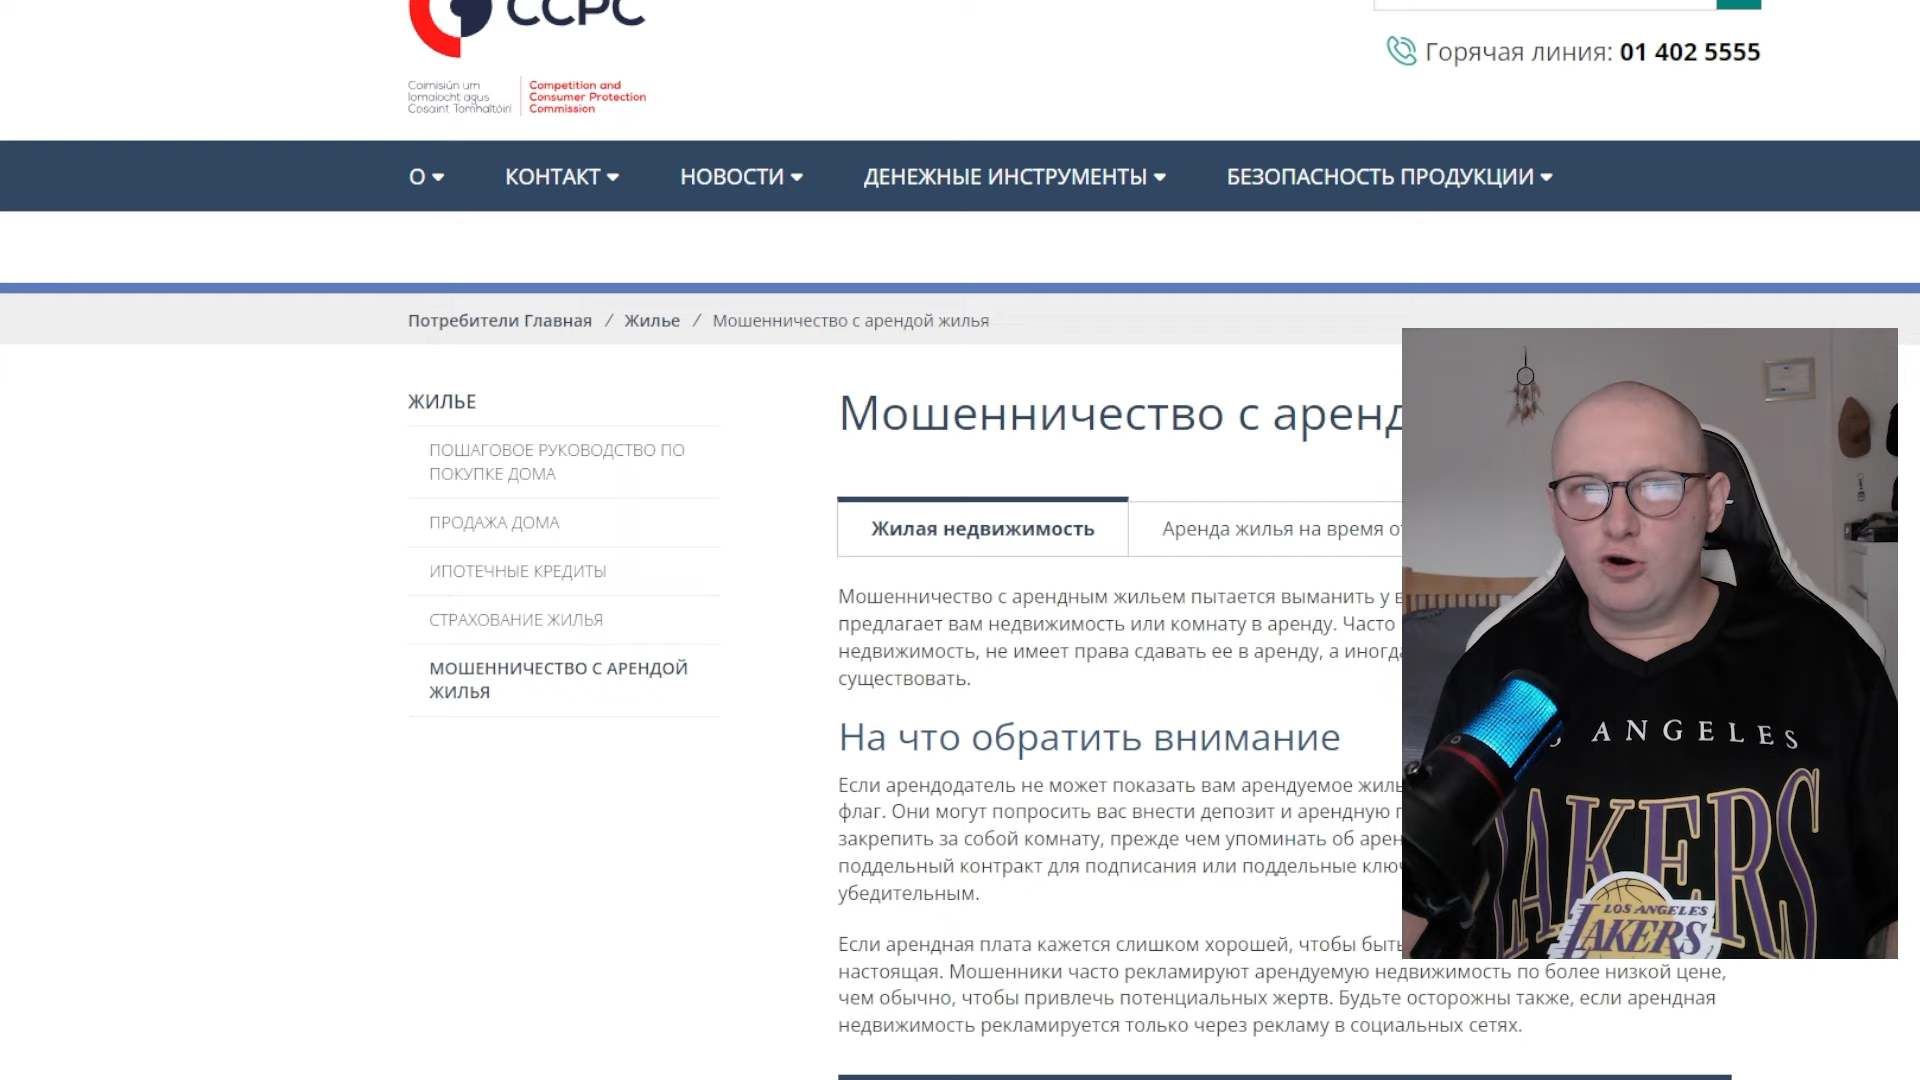 CCPC
Coimisiún um
Iomaíocht agus
Cosaint Tomhaltóirí
Competition and
Consumer Protection
Commission
Горячая линия: 01 402 5555
О
КОНТАКТ
НОВОСТИ
ДЕНЕЖНЫЕ ИНСТРУМЕНТЫ
БЕЗОПАСНОСТЬ ПРОДУКЦИИ
Потребители Главная / Жилье / Мошенничество с арендой жилья
ЖИЛЬЕ
ПОШАГОВОЕ РУКОВОДСТВО ПО
ПОКУПКЕ ДОМА
ПРОДАЖА ДОМА
ИПОТЕЧНЫЕ КРЕДИТЫ
СТРАХОВАНИЕ ЖИЛЬЯ
МОШЕННИЧЕСТВО С АРЕНДОЙ
ЖИЛЬЯ
Мошенничество с аренд
Жилая недвижимость
Аренда жилья на время
Мошенничество с арендным жильем пытается выманить у
предлагает вам недвижимость или комнату в аренду. Часто
недвижимость, не имеет права сдавать ее в аренду, а иногда
существовать.
На что обратить внимание
Если арендодатель не может показать вам арендуемое жиль
флаг. Они могут попросить вас внести депозит и арендную
закрепить за собой комнату, прежде чем упоминать об арен
поддельный контракт для подписания или поддельные клю
убедительным.
Если арендная плата кажется слишком хорошей, чтобы быть
настоящая. Мошенники часто рекламируют арендуемую недвижимость по более низкой цене,
чем обычно, чтобы привлечь потенциальных жертв. Будьте осторожны также, если арендная
недвижимость рекламируется только через рекламу в социальных сетях.
S ANGELES
LAKERS
LOS ANGELES
LAKERS